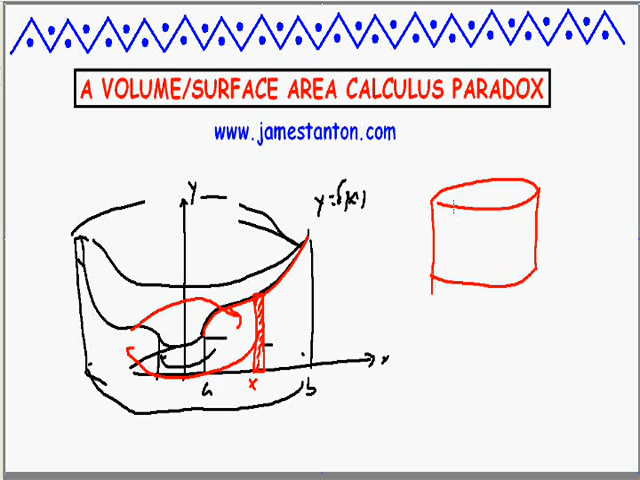 A VOLUME/SURFACE AREA CALCULUS PARADOX
www.jamestanton.com
y
y=f(x)
x
a
x
b